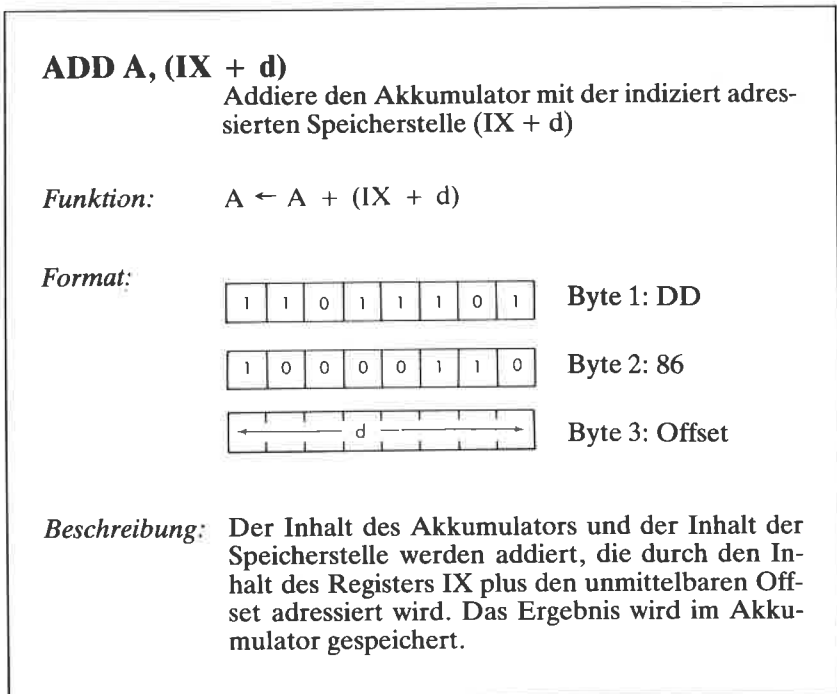 ADD A, (IX + d)
Addiere den Akkumulator mit der indiziert adres-
sierten Speicherstelle (IX + d)
Funktion: A ← A + (IX + d)
Format:
1 1 0 1 1 1 0 1 Byte 1: DD
1 0 0 0 0 1 1 0 Byte 2: 86
d Byte 3: Offset
Beschreibung: Der Inhalt des Akkumulators und der Inhalt der
Speicherstelle werden addiert, die durch den In-
halt des Registers IX plus den unmittelbaren Off-
set adressiert wird. Das Ergebnis wird im Akku-
mulator gespeichert.